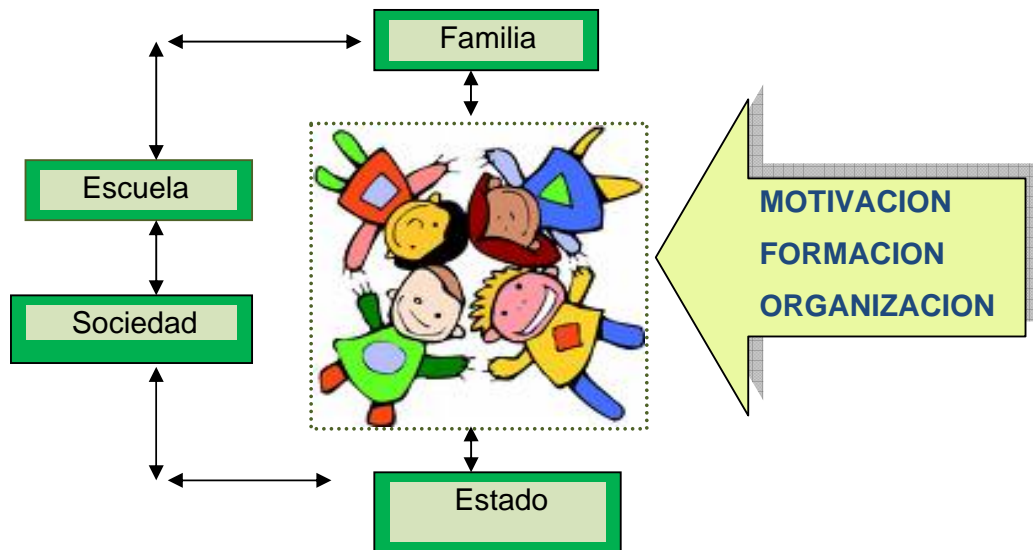 Familia
Escuela
Sociedad
Estado
MOTIVACION
FORMACION
ORGANIZACION